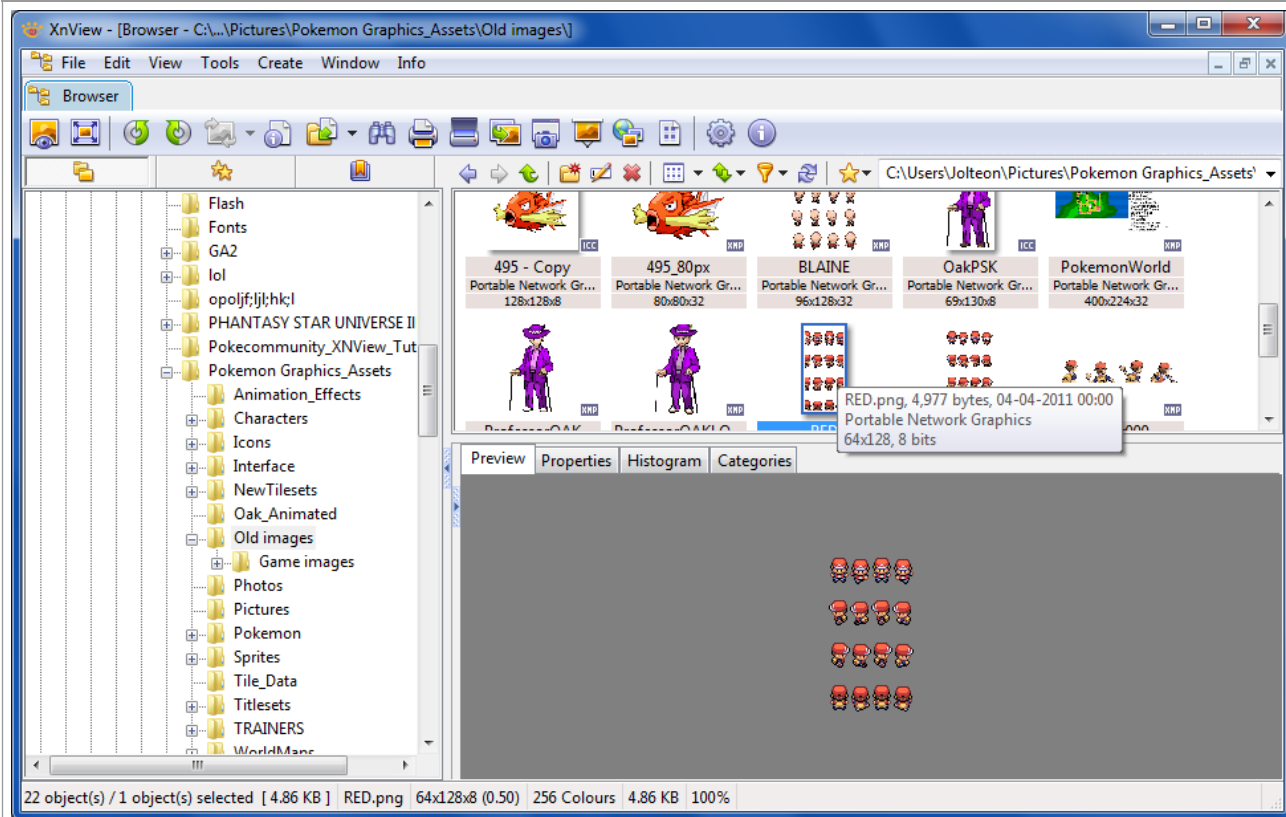 XnView - [Browser - C:\...\Pictures\Pokemon Graphics_Assets\Old images\]
File Edit View Tools Create Window Info
Browser
C:\Users\Jolteon\Pictures\Pokemon Graphics_Assets'
Flash
Fonts
GA2
lol
opoljf;ljl;hk;l
PHANTASY STAR UNIVERSE II
Pokecommunity_XNView_Tut
Pokemon Graphics_Assets
Animation_Effects
Characters
Icons
Interface
NewTilesets
Oak_Animated
Old images
Game images
Photos
Pictures
Pokemon
Sprites
Tile_Data
Titlesets
TRAINERS
WorldMaps
ICC XMP XMP ICC XMP
495 - Copy 495_80px BLAINE OakPSK PokemonWorld
Portable Network Gr... Portable Network Gr... Portable Network Gr... Portable Network Gr... Portable Network Gr...
128x128x8 80x80x32 96x128x32 69x130x8 400x224x32
XMP XMP XMP
ProfessorOAK RED
RED.png, 4,977 bytes, 04-04-2011 00:00
Portable Network Graphics
64x128, 8 bits
Preview Properties Histogram Categories
22 object(s) / 1 object(s) selected [ 4.86 KB ] RED.png 64x128x8 (0.50) 256 Colours 4.86 KB 100%